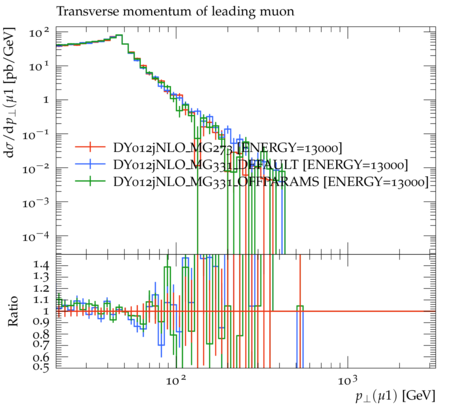 Transverse momentum of leading muon
dσ/dp⊥(μ1) [pb/GeV]
10²
10¹
1
10⁻¹
10⁻²
10⁻³
10⁻⁴
DY012jNLO_MG273 [ENERGY=13000]
DY012jNLO_MG331_DEFAULT [ENERGY=13000]
DY012jNLO_MG331_OFFPARAMS [ENERGY=13000]
Ratio
1.4
1.3
1.2
1.1
1
0.9
0.8
0.7
0.6
0.5
10² 10³
p⊥(μ1) [GeV]